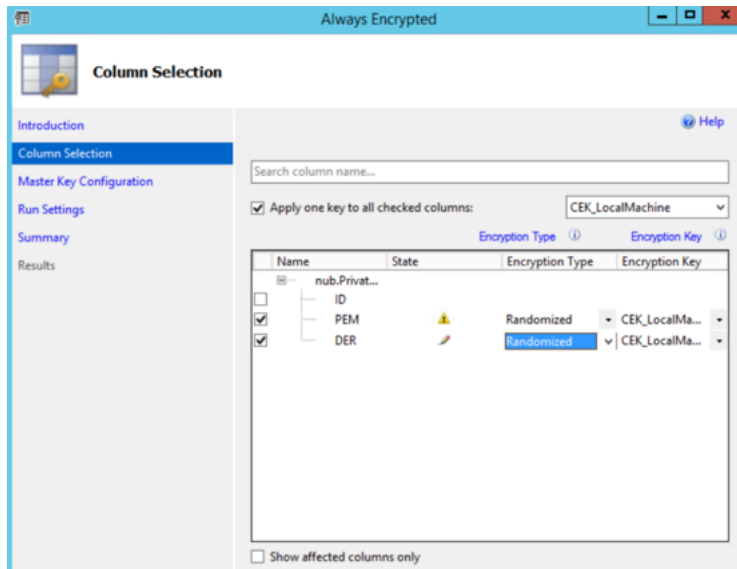 Always Encrypted
Column Selection
Introduction
Column Selection
Master Key Configuration
Run Settings
Summary
Results
Help
Search column name...
Apply one key to all checked columns: CEK_LocalMachine
Encryption Type Encryption Key
Name State Encryption Type Encryption Key
nub.Privat...
ID
PEM Randomized CEK_LocalMa...
DER Randomized CEK_LocalMa...
Show affected columns only